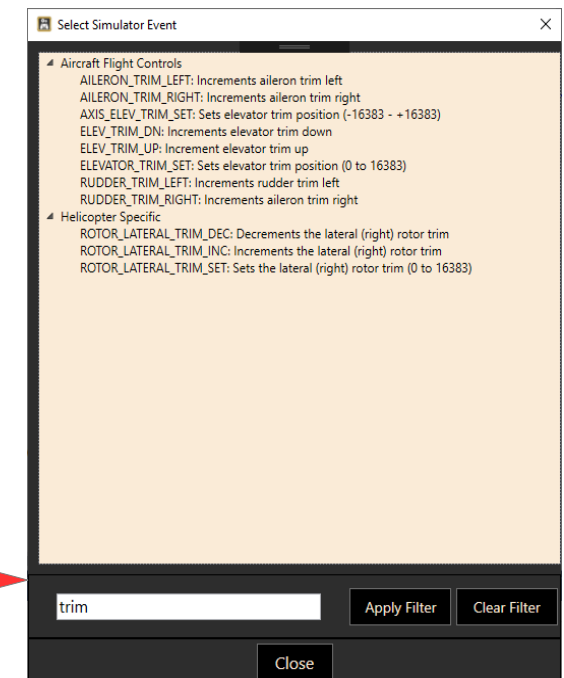 Select Simulator Event
Aircraft Flight Controls
AILERON_TRIM_LEFT: Increments aileron trim left
AILERON_TRIM_RIGHT: Increments aileron trim right
AXIS_ELEV_TRIM_SET: Sets elevator trim position (-16383 - +16383)
ELEV_TRIM_DN: Increments elevator trim down
ELEV_TRIM_UP: Increment elevator trim up
ELEVATOR_TRIM_SET: Sets elevator trim position (0 to 16383)
RUDDER_TRIM_LEFT: Increments rudder trim left
RUDDER_TRIM_RIGHT: Increments aileron trim right
Helicopter Specific
ROTOR_LATERAL_TRIM_DEC: Decrements the lateral (right) rotor trim
ROTOR_LATERAL_TRIM_INC: Increments the lateral (right) rotor trim
ROTOR_LATERAL_TRIM_SET: Sets the lateral (right) rotor trim (0 to 16383)
trim Apply Filter Clear Filter
Close